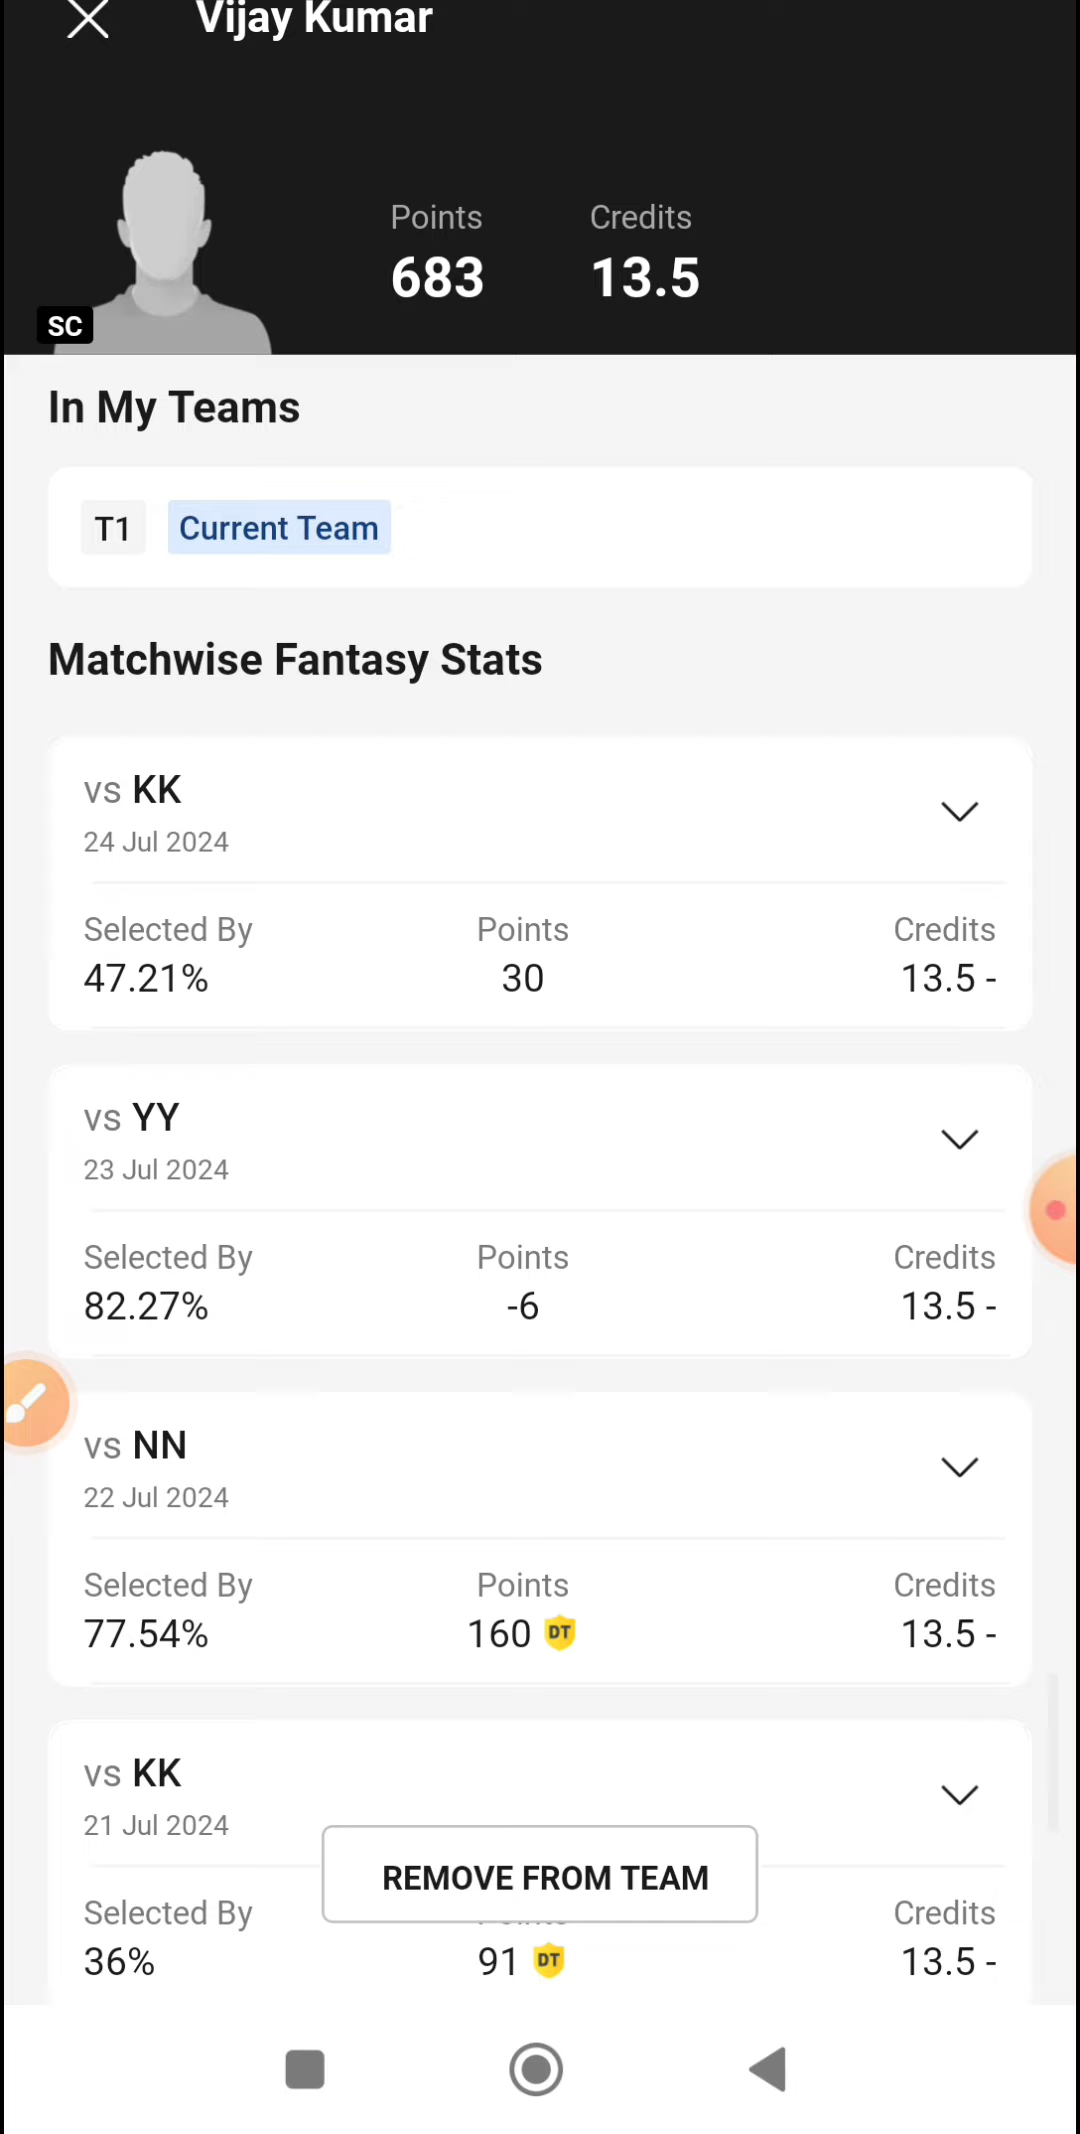 Vijay Kumar
Points
Credits
683
13.5
SC
In My Teams
T1
Current Team
Matchwise Fantasy Stats
vs KK
24 Jul 2024
Selected By
Points
Credits
47.21%
30
13.5 -
vs YY
23 Jul 2024
Selected By
Points
Credits
82.27%
-6
13.5 -
vs NN
22 Jul 2024
Selected By
Points
Credits
77.54%
160 DT
13.5 -
vs KK
21 Jul 2024
REMOVE FROM TEAM
Selected By
Credits
36%
91 DT
13.5 -